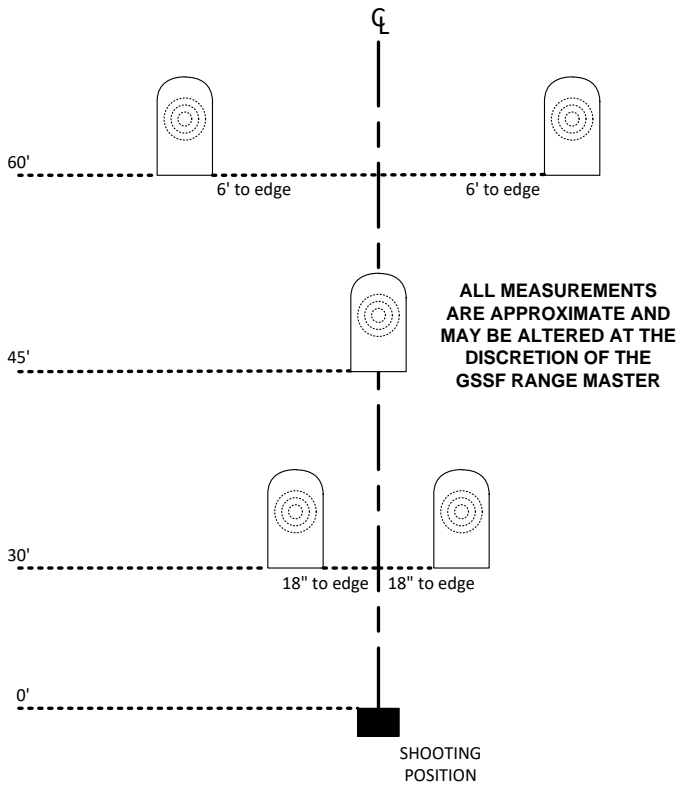 ℄
60'
6' to edge 6' to edge
ALL MEASUREMENTS
ARE APPROXIMATE AND
MAY BE ALTERED AT THE
DISCRETION OF THE
GSSF RANGE MASTER
45'
30'
18" to edge 18" to edge
0'
SHOOTING
POSITION